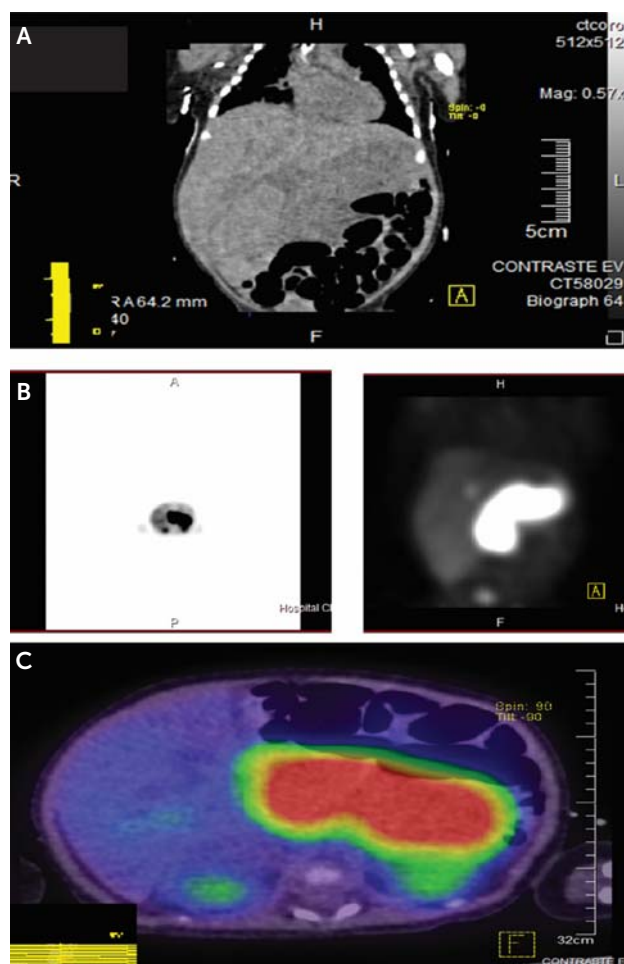 A
H
ctcoro
512x512
Mag: 0.57x
Spin: -0
Tilt -0
R
L
5cm
CONTRASTE EV
CT58029
Biograph 64
A
R A 64.2 mm
40
F
B
A
P
Hospital Cl
H
A
F
H
C
Spin: 90
Tilt -90
32cm
F
CONTRASTE E